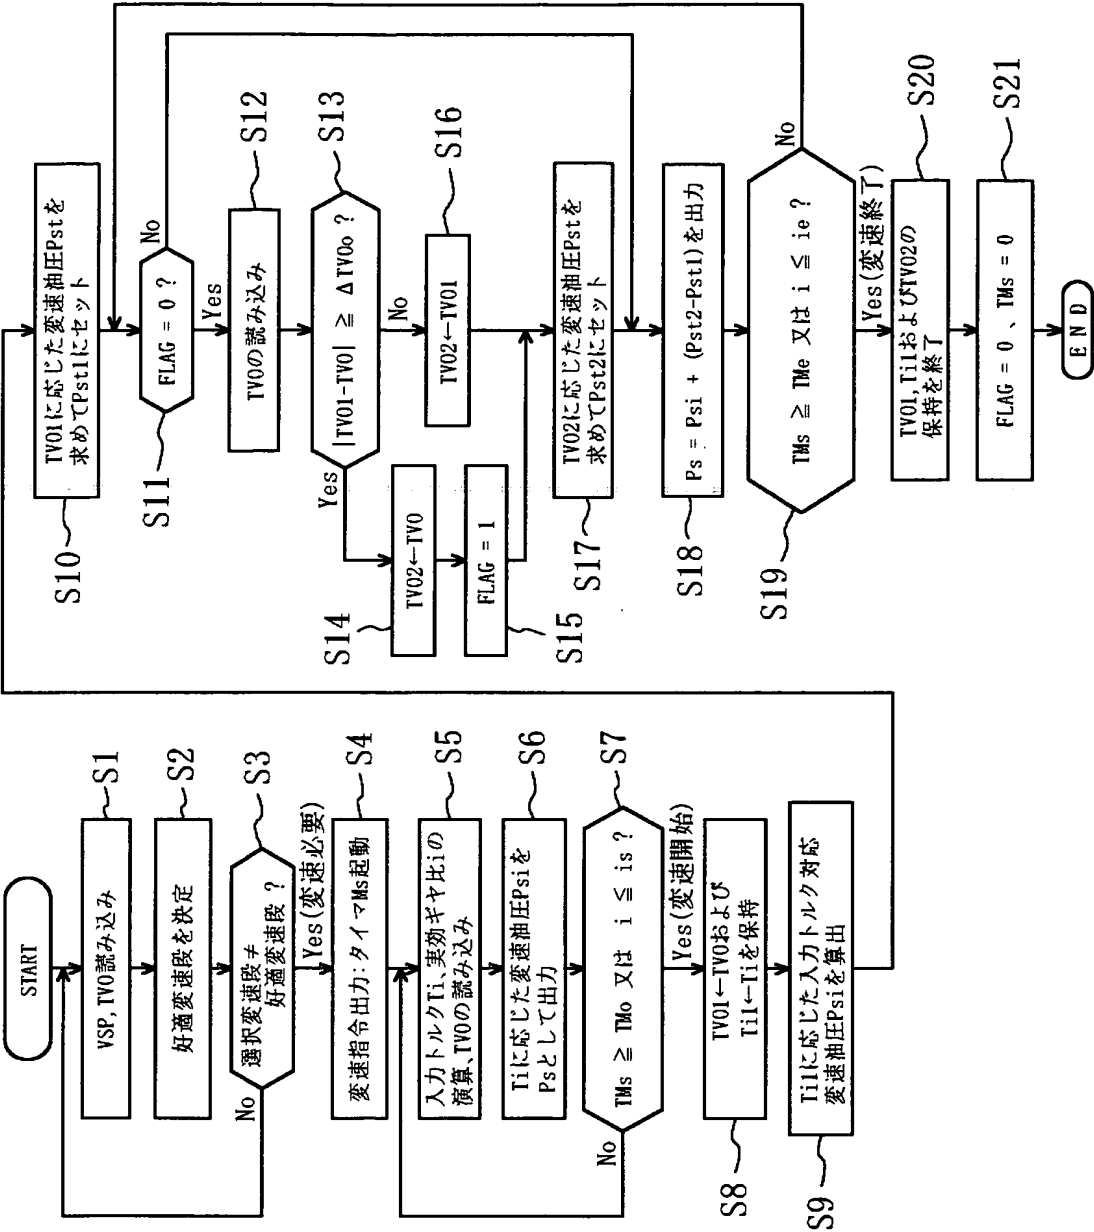 START
VSP,TVO読み込み
S1
好適変速段を決定
S2
選択変速段≠
好適変速段 ?
S3
No
Yes(変速必要)
変速指令出力:タイマMs起動
S4
入力トルクTi、実効ギヤ比iの
演算、TVOの読み込み
S5
Tiに応じた変速油圧Psiを
Psとして出力
S6
TMs ≧ TMo 又は i ≦ is ?
S7
No
Yes(変速開始)
TVO1←TVOおよび
Ti1←Tiを保持
S8
Ti1に応じた入力トルク対応
変速油圧Psiを算出
S9
TVO1に応じた変速油圧Pstを
求めてPst1にセット
S10
FLAG = 0 ?
S11
No
Yes
TVOの読み込み
S12
|TVO1-TVO| ≧ ΔTVOo ?
S13
Yes
No
TVO2←TVO
S14
FLAG = 1
S15
TVO2←TVO1
S16
TVO2に応じた変速油圧Pstを
求めてPst2にセット
S17
Ps = Psi + (Pst2-Pst1)を出力
S18
TMs ≧ TMe 又は i ≦ ie ?
S19
No
Yes(変速終了)
TVO1,Ti1およびTVO2の
保持を終了
S20
FLAG = 0 、TMs = 0
S21
END